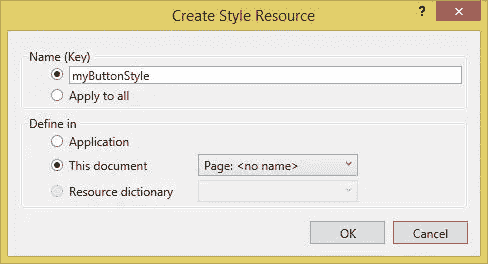 Create Style Resource
?
Name (Key)
myButtonStyle
Apply to all
Define in
Application
This document
Page: <no name>
Resource dictionary
OK
Cancel